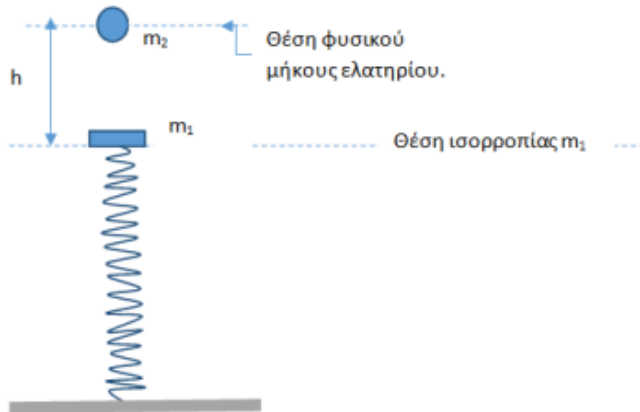 Θέση φυσικού
μήκους ελατηρίου.
m₂
h
m₁
Θέση ισορροπίας m₁